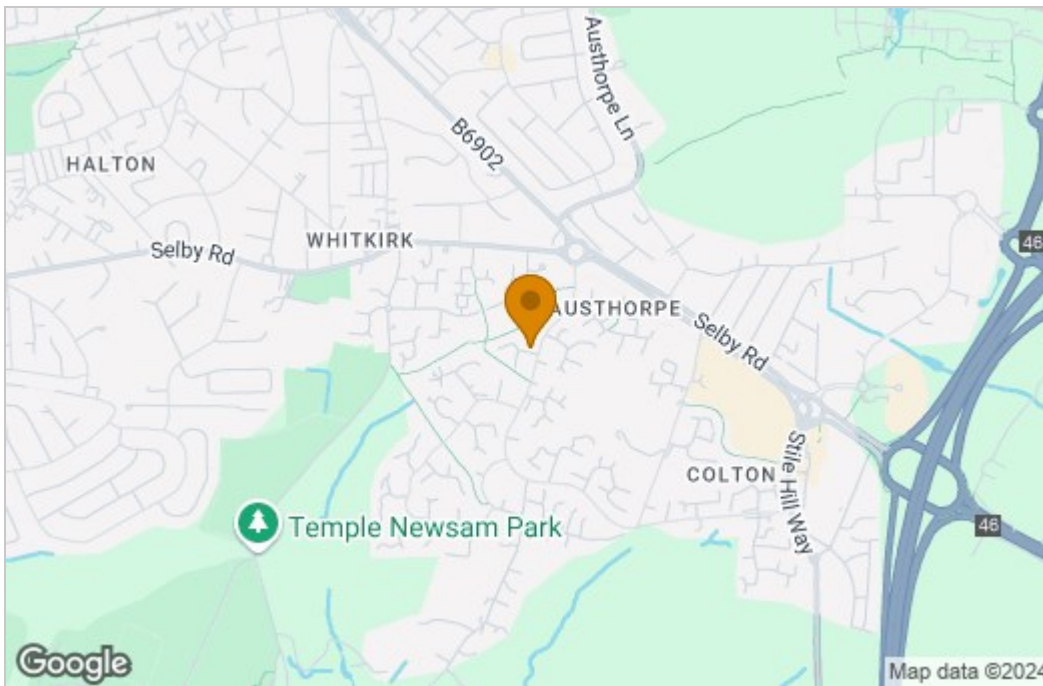 Austhorpe Ln
B6902
HALTON
WHITKIRK
Selby Rd
46
AUSTHORPE
Selby Rd
COLTON
Stile Hill Way
Temple Newsam Park
46
Google
Map data ©2024